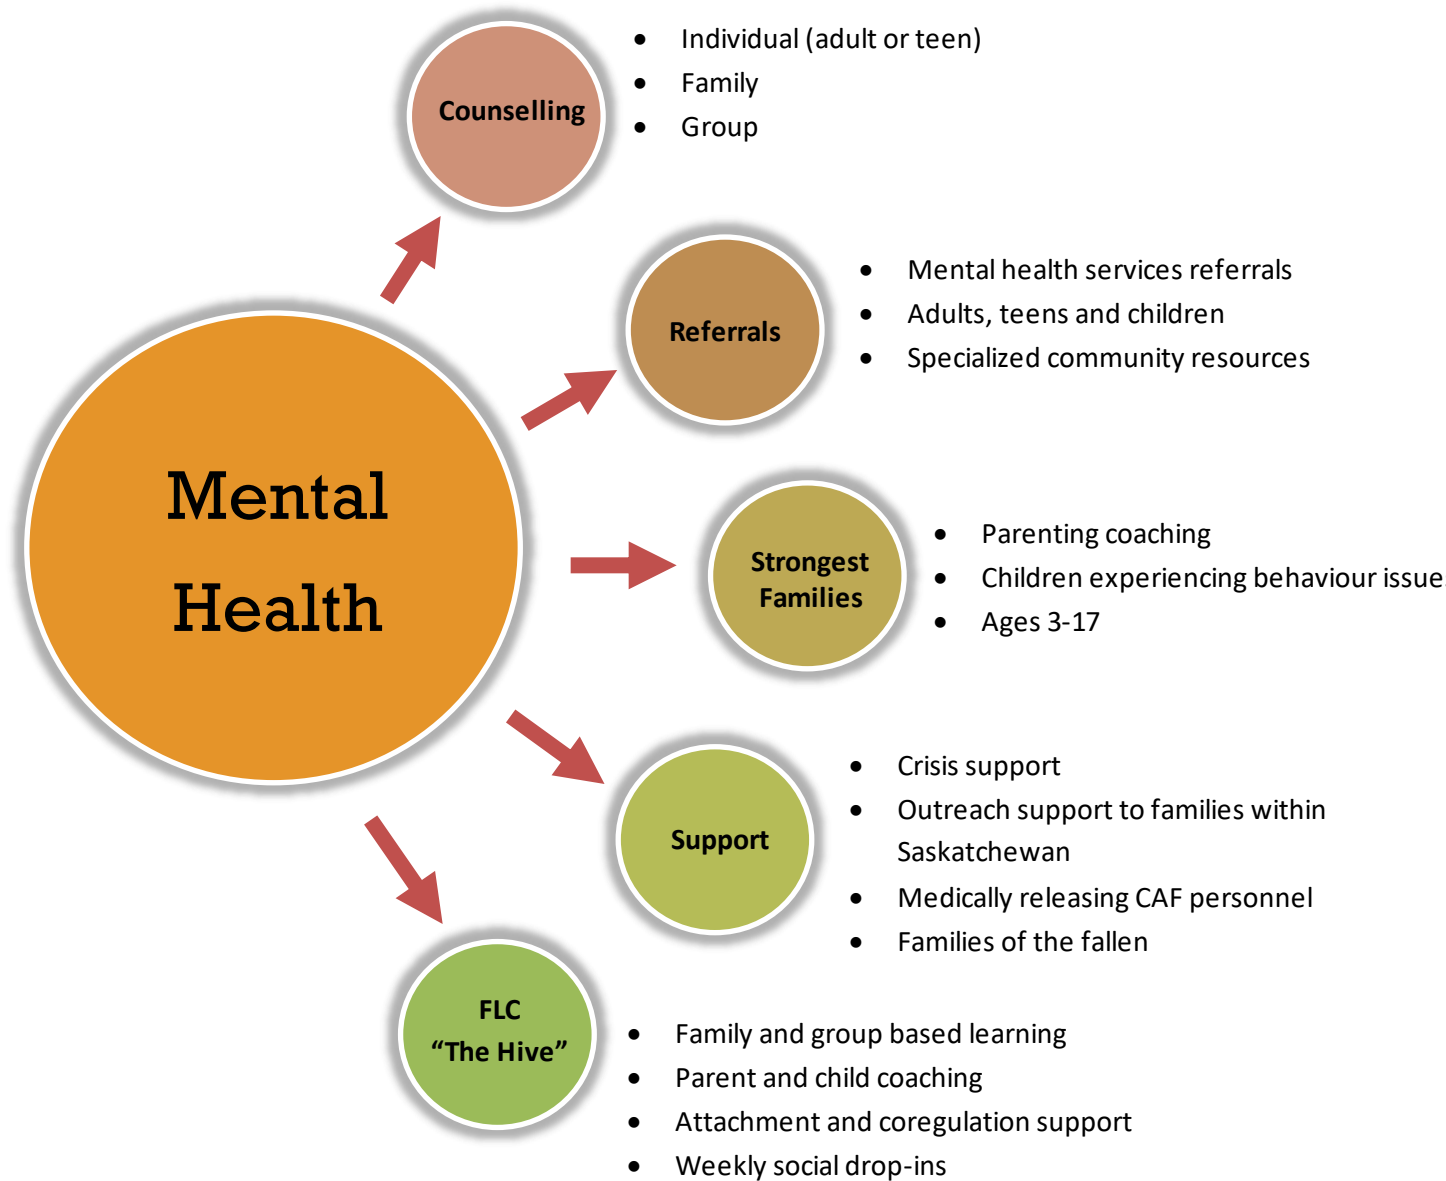 Counselling
• Individual (adult or teen)
• Family
• Group
Referrals
• Mental health services referrals
• Adults, teens and children
• Specialized community resources
Mental
Health
Strongest
Families
• Parenting coaching
• Children experiencing behaviour issue
• Ages 3-17
Support
• Crisis support
• Outreach support to families within
Saskatchewan
• Medically releasing CAF personnel
• Families of the fallen
FLC
“The Hive”
• Family and group based learning
• Parent and child coaching
• Attachment and coregulation support
• Weekly social drop-ins